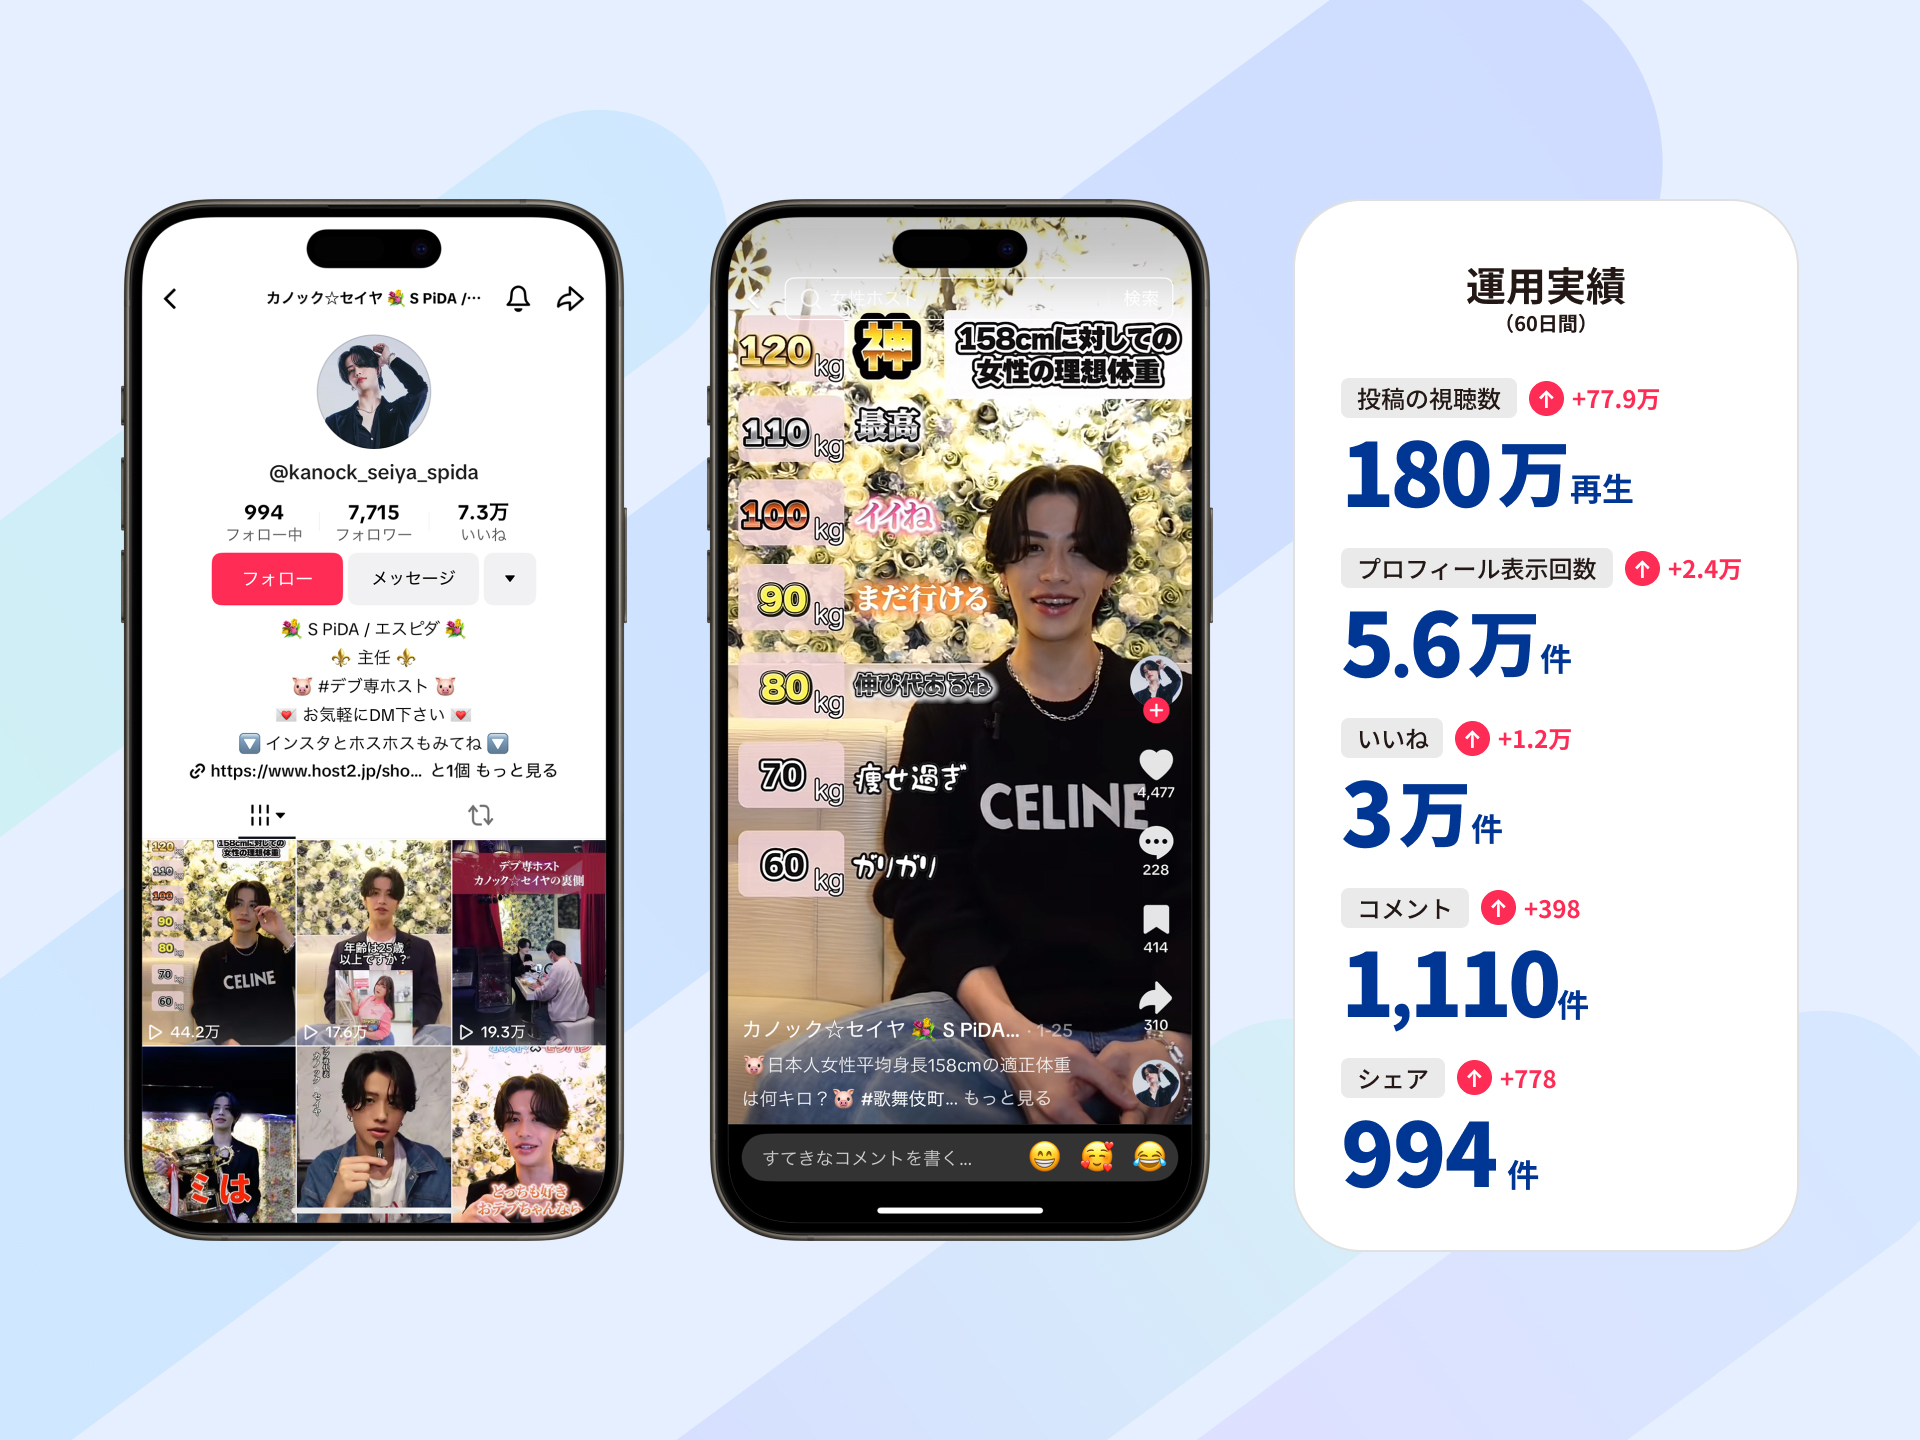 カノック☆セイヤ 💐 S PiDA /…
@kanock_seiya_spida
994 7,715 7.3万
フォロー中 フォロワー いいね
フォロー メッセージ
💐 S PiDA / エスピダ 💐
⚜️ 主任 ⚜️
🐷 #デブ専ホスト 🐷
💌 お気軽にDM下さい 💌
🔽 インスタとホスホスもみてね 🔽
https://www.host2.jp/sho... と1個 もっと見る
120
158cmに対しての
女性の理想体重
110
100
90
80
70
60
CELINE
44.2万
年齢は25歳
以上ですか？
17.6万
デブ専ホスト
カノック☆セイヤの裏側
19.3万
カノック セイヤ
ミは
どっちも好き
おデブちゃんなら
女性ホスト 検索
120kg 神
158cmに対しての
女性の理想体重
110kg 最高
100kg イイね
90kg まだ行ける
80kg 伸び代あるね
70kg 痩せ過ぎ
60kg ガリガリ
CELINE
4,477
228
414
310
カノック☆セイヤ 💐 S PiDA... · 1-25
🐷日本人女性平均身長158cmの適正体重
は何キロ？🐷 #歌舞伎町... もっと見る
すてきなコメントを書く...
運用実績
（60日間）
投稿の視聴数 +77.9万
180万再生
プロフィール表示回数 +2.4万
5.6万件
いいね +1.2万
3万件
コメント +398
1,110件
シェア +778
994件